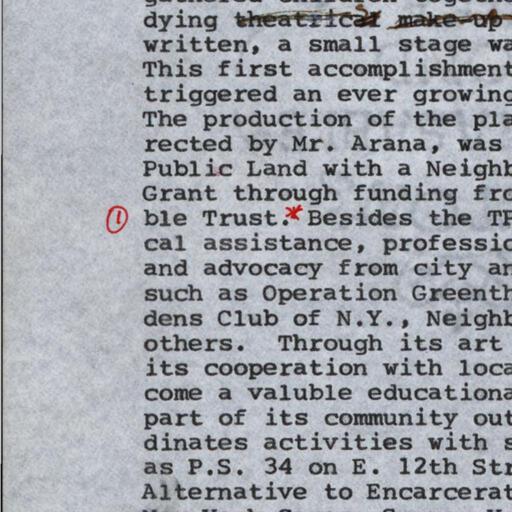 dying theatrical make-up
written, a small stage wa
This first accomplishment
triggered an ever growing
The production of the pla
rected by Mr. Arana, was
Public Land with a Neighb
Grant through funding fro
① ble Trust.* Besides the TP
cal assistance, professio
and advocacy from city an
such as Operation Greenth
dens Club of N.Y., Neighb
others. Through its art
its cooperation with loca
come a valuble educationa
part of its community out
dinates activities with s
as P.S. 34 on E. 12th Str
Alternative to Encarcerat